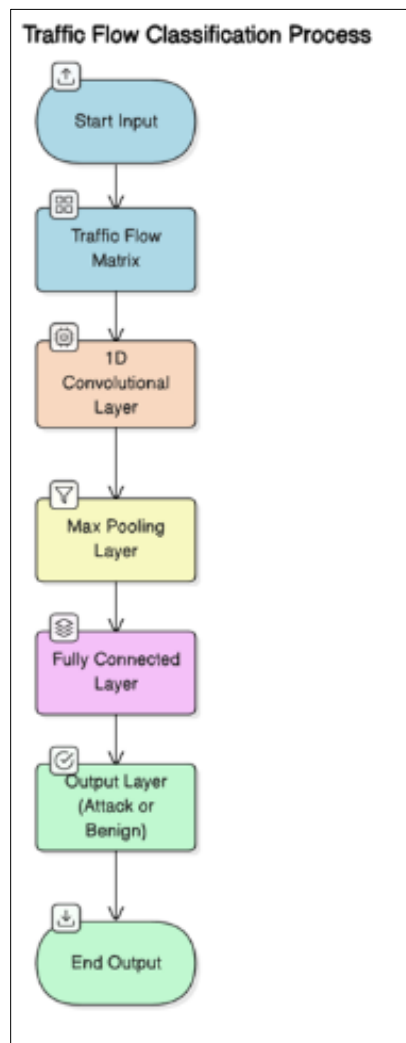 Traffic Flow Classification Process
Start Input
Traffic Flow
Matrix
1D
Convolutional
Layer
Max Pooling
Layer
Fully Connected
Layer
Output Layer
(Attack or
Benign)
End Output